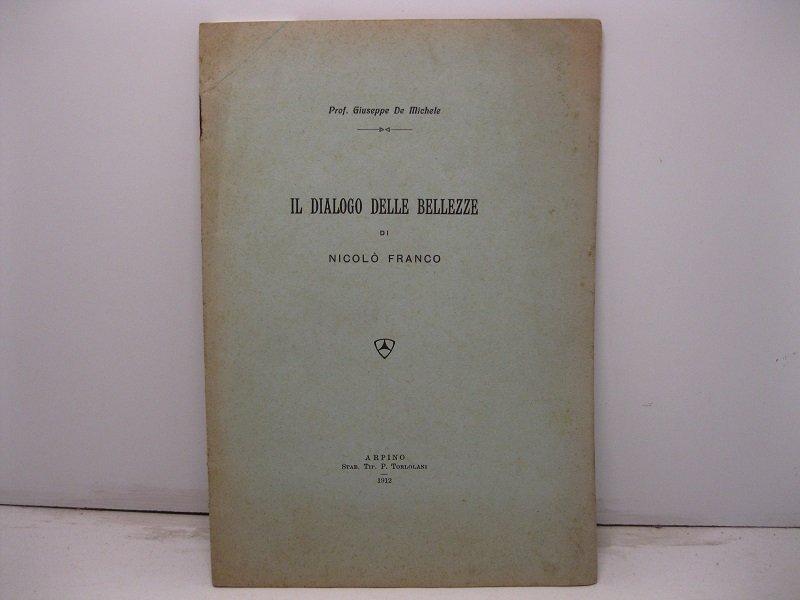 Prof. Giuseppe De Michele
IL DIALOGO DELLE BELLEZZE
DI
NICOLÒ FRANCO
ARPINO
Stab. Tip. P. Torlolani
1912